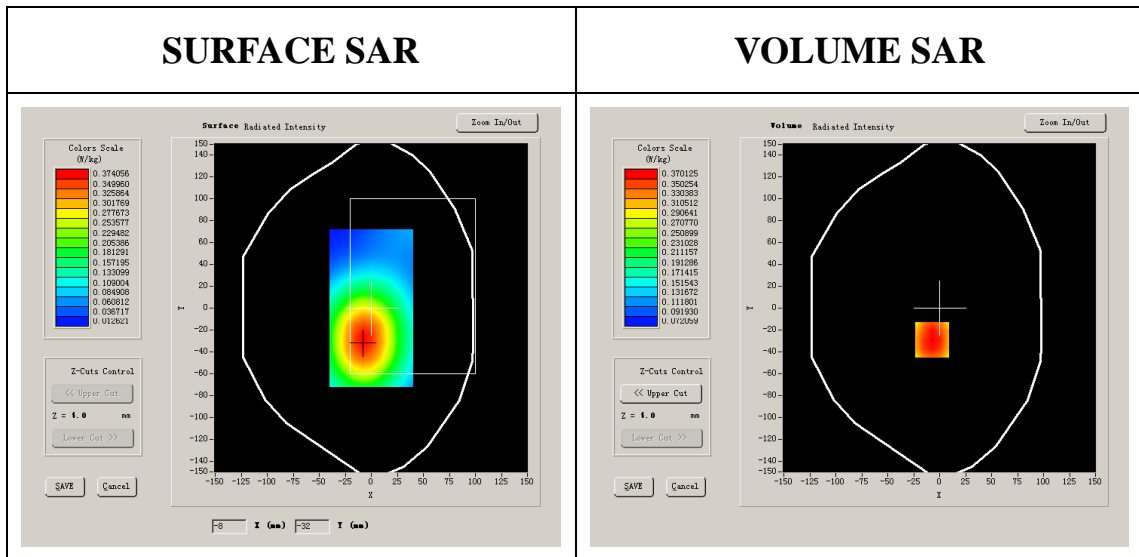 SURFACE SAR
VOLUME SAR
Surface Radiated Intensity
Zoom In/Out
Colors Scale
(W/kg)
0.374056
0.349960
0.325864
0.301769
0.277673
0.253577
0.229482
0.205386
0.181291
0.157195
0.133099
0.109004
0.084908
0.060812
0.036717
0.012621
150
140
120
100
80
60
40
20
0
-20
-40
-60
-80
-100
-120
-140
-150
Y
-150 -125 -100 -75 -50 -25 0 25 50 75 100 125 150
X
Z-Cuts Control
<< Upper Cut
Z = 4.0 mm
Lower Cut >>
SAVE Cancel
-8 X (mm) -32 Y (mm)
Volume Radiated Intensity
Zoom In/Out
Colors Scale
(W/kg)
0.370125
0.350254
0.330383
0.310512
0.290641
0.270770
0.250899
0.231028
0.211157
0.191286
0.171415
0.151543
0.131672
0.111801
0.091930
0.072059
150
140
120
100
80
60
40
20
0
-20
-40
-60
-80
-100
-120
-140
-150
Y
-150 -125 -100 -75 -50 -25 0 25 50 75 100 125 150
X
Z-Cuts Control
<< Upper Cut
Z = 4.0 mm
Lower Cut >>
SAVE Cancel